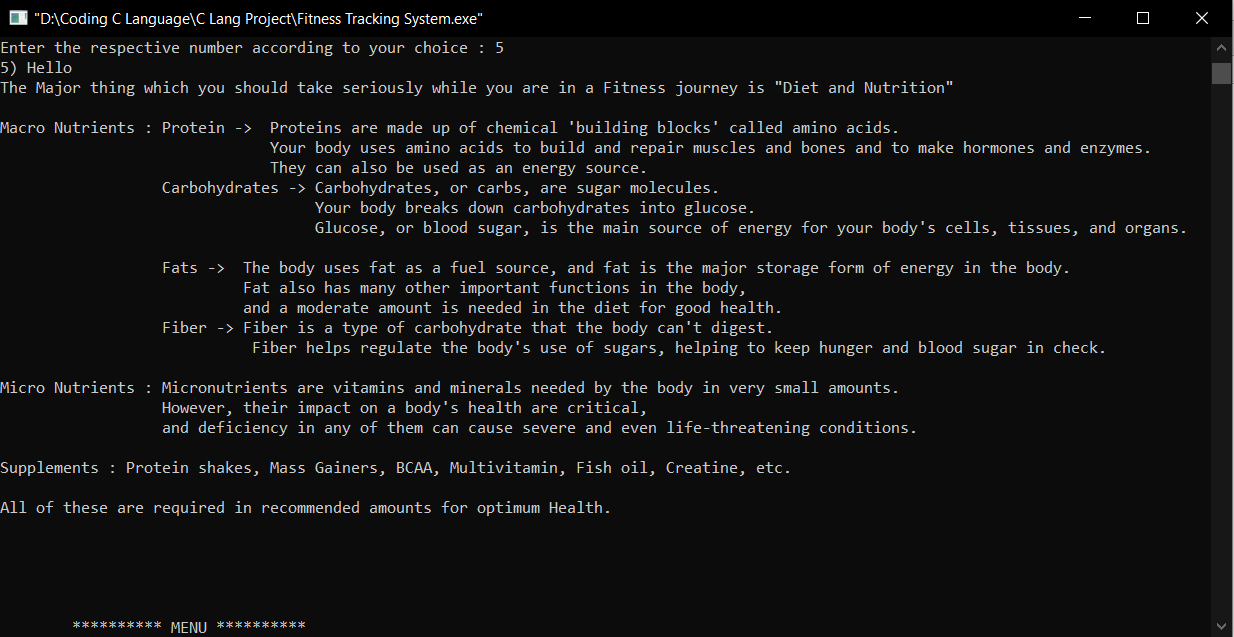 "D:\Coding C Language\C Lang Project\Fitness Tracking System.exe"
Enter the respective number according to your choice : 5
5) Hello
The Major thing which you should take seriously while you are in a Fitness journey is "Diet and Nutrition"
Macro Nutrients : Protein ->  Proteins are made up of chemical 'building blocks' called amino acids.
Your body uses amino acids to build and repair muscles and bones and to make hormones and enzymes.
They can also be used as an energy source.
Carbohydrates -> Carbohydrates, or carbs, are sugar molecules.
Your body breaks down carbohydrates into glucose.
Glucose, or blood sugar, is the main source of energy for your body's cells, tissues, and organs.
Fats ->  The body uses fat as a fuel source, and fat is the major storage form of energy in the body.
Fat also has many other important functions in the body,
and a moderate amount is needed in the diet for good health.
Fiber -> Fiber is a type of carbohydrate that the body can't digest.
Fiber helps regulate the body's use of sugars, helping to keep hunger and blood sugar in check.
Micro Nutrients : Micronutrients are vitamins and minerals needed by the body in very small amounts.
However, their impact on a body's health are critical,
and deficiency in any of them can cause severe and even life-threatening conditions.
Supplements : Protein shakes, Mass Gainers, BCAA, Multivitamin, Fish oil, Creatine, etc.
All of these are required in recommended amounts for optimum Health.
********** MENU **********